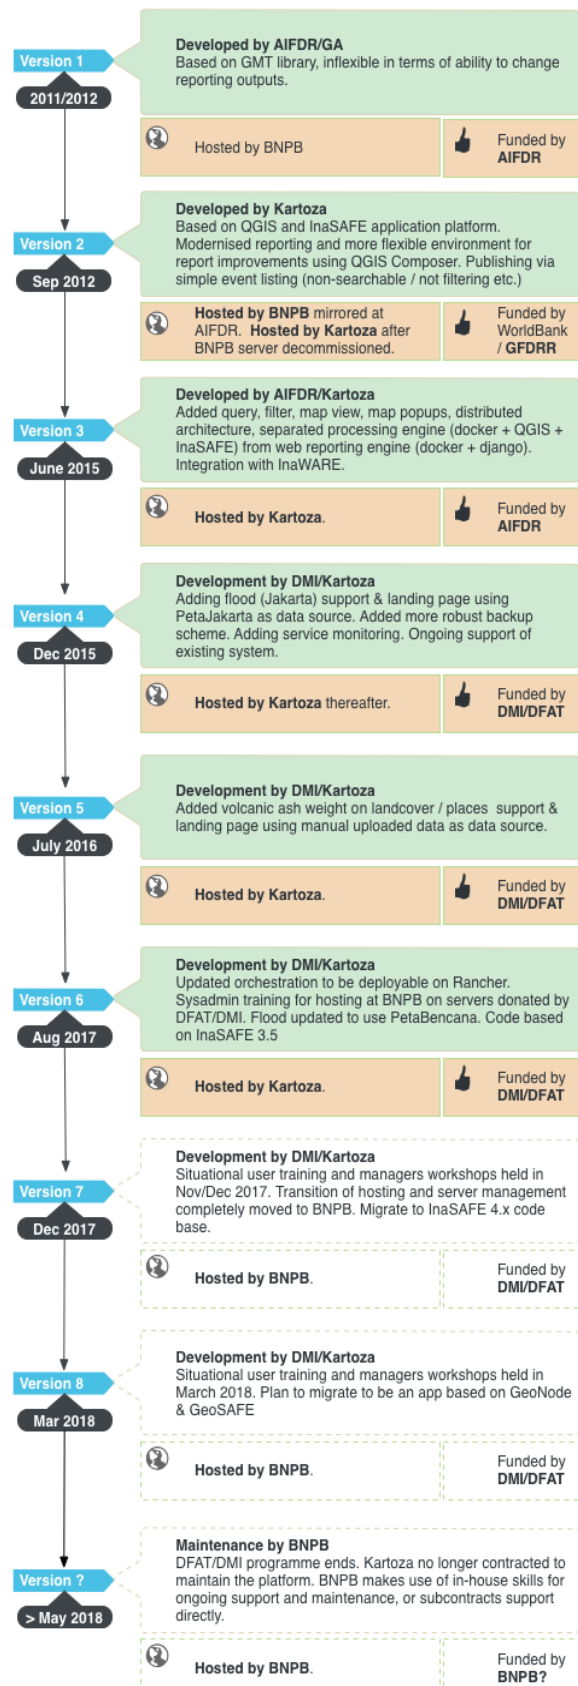 Version 1
2011/2012
Developed by AIFDR/GA
Based on GMT library, inflexible in terms of ability to change
reporting outputs.
Hosted by BNPB
Funded by
AIFDR
Version 2
Sep 2012
Developed by Kartoza
Based on QGIS and InaSAFE application platform.
Modernised reporting and more flexible environment for
report improvements using QGIS Composer. Publishing via
simple event listing (non-searchable / not filtering etc.)
Hosted by BNPB mirrored at
AIFDR. Hosted by Kartoza after
BNPB server decommissioned.
Funded by
WorldBank
/ GFDRR
Version 3
June 2015
Developed by AIFDR/Kartoza
Added query, filter, map view, map popups, distributed
architecture, separated processing engine (docker + QGIS +
InaSAFE) from web reporting engine (docker + django).
Integration with InaWARE.
Hosted by Kartoza.
Funded by
AIFDR
Version 4
Dec 2015
Development by DMI/Kartoza
Adding flood (Jakarta) support & landing page using
PetaJakarta as data source. Added more robust backup
scheme. Adding service monitoring. Ongoing support of
existing system.
Hosted by Kartoza thereafter.
Funded by
DMI/DFAT
Version 5
July 2016
Development by DMI/Kartoza
Added volcanic ash weight on landcover / places support &
landing page using manual uploaded data as data source.
Hosted by Kartoza.
Funded by
DMI/DFAT
Version 6
Aug 2017
Development by DMI/Kartoza
Updated orchestration to be deployable on Rancher.
Sysadmin training for hosting at BNPB on servers donated by
DFAT/DMI. Flood updated to use PetaBencana. Code based
on InaSAFE 3.5
Hosted by Kartoza.
Funded by
DMI/DFAT
Version 7
Dec 2017
Development by DMI/Kartoza
Situational user training and managers workshops held in
Nov/Dec 2017. Transition of hosting and server management
completely moved to BNPB. Migrate to InaSAFE 4.x code
base.
Hosted by BNPB.
Funded by
DMI/DFAT
Version 8
Mar 2018
Development by DMI/Kartoza
Situational user training and managers workshops held in
March 2018. Plan to migrate to be an app based on GeoNode
& GeoSAFE
Hosted by BNPB.
Funded by
DMI/DFAT
Version ?
> May 2018
Maintenance by BNPB
DFAT/DMI programme ends. Kartoza no longer contracted to
maintain the platform. BNPB makes use of in-house skills for
ongoing support and maintenance, or subcontracts support
directly.
Hosted by BNPB.
Funded by
BNPB?